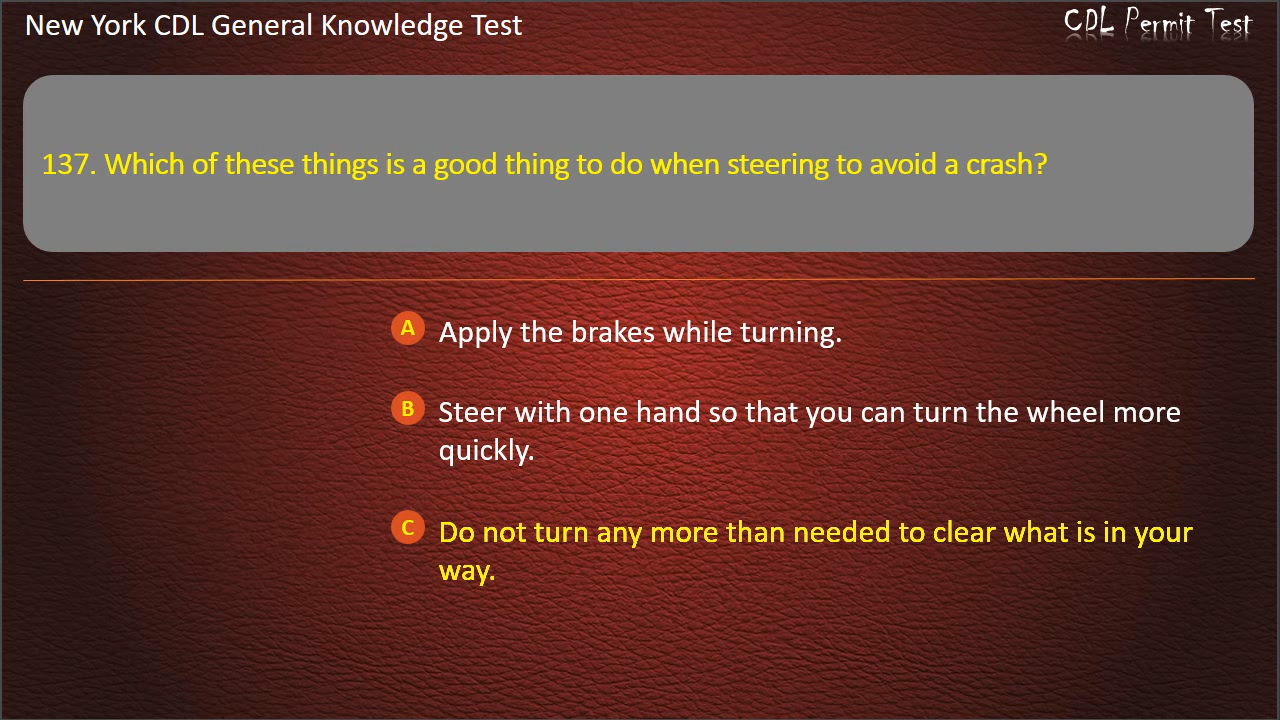 New York CDL General Knowledge Test
CDL Permit Test
137. Which of these things is a good thing to do when steering to avoid a crash?
A Apply the brakes while turning.
B Steer with one hand so that you can turn the wheel more
quickly.
C Do not turn any more than needed to clear what is in your
way.